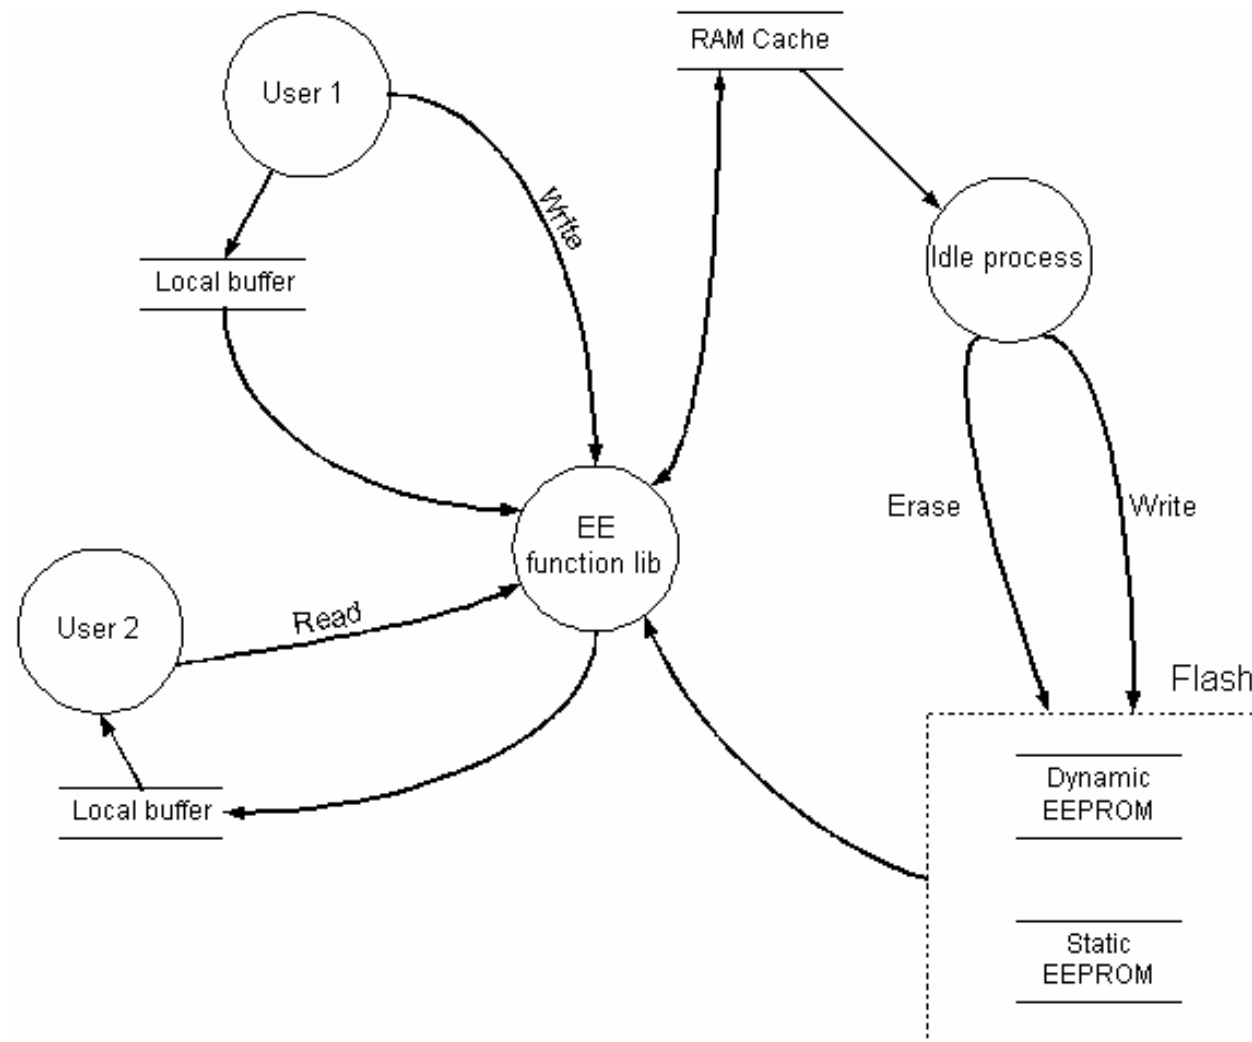 RAM Cache
User 1
Write
Idle process
Local buffer
Erase
Write
EE
function lib
Read
User 2
Flash
Local buffer
Dynamic
EEPROM
Static
EEPROM